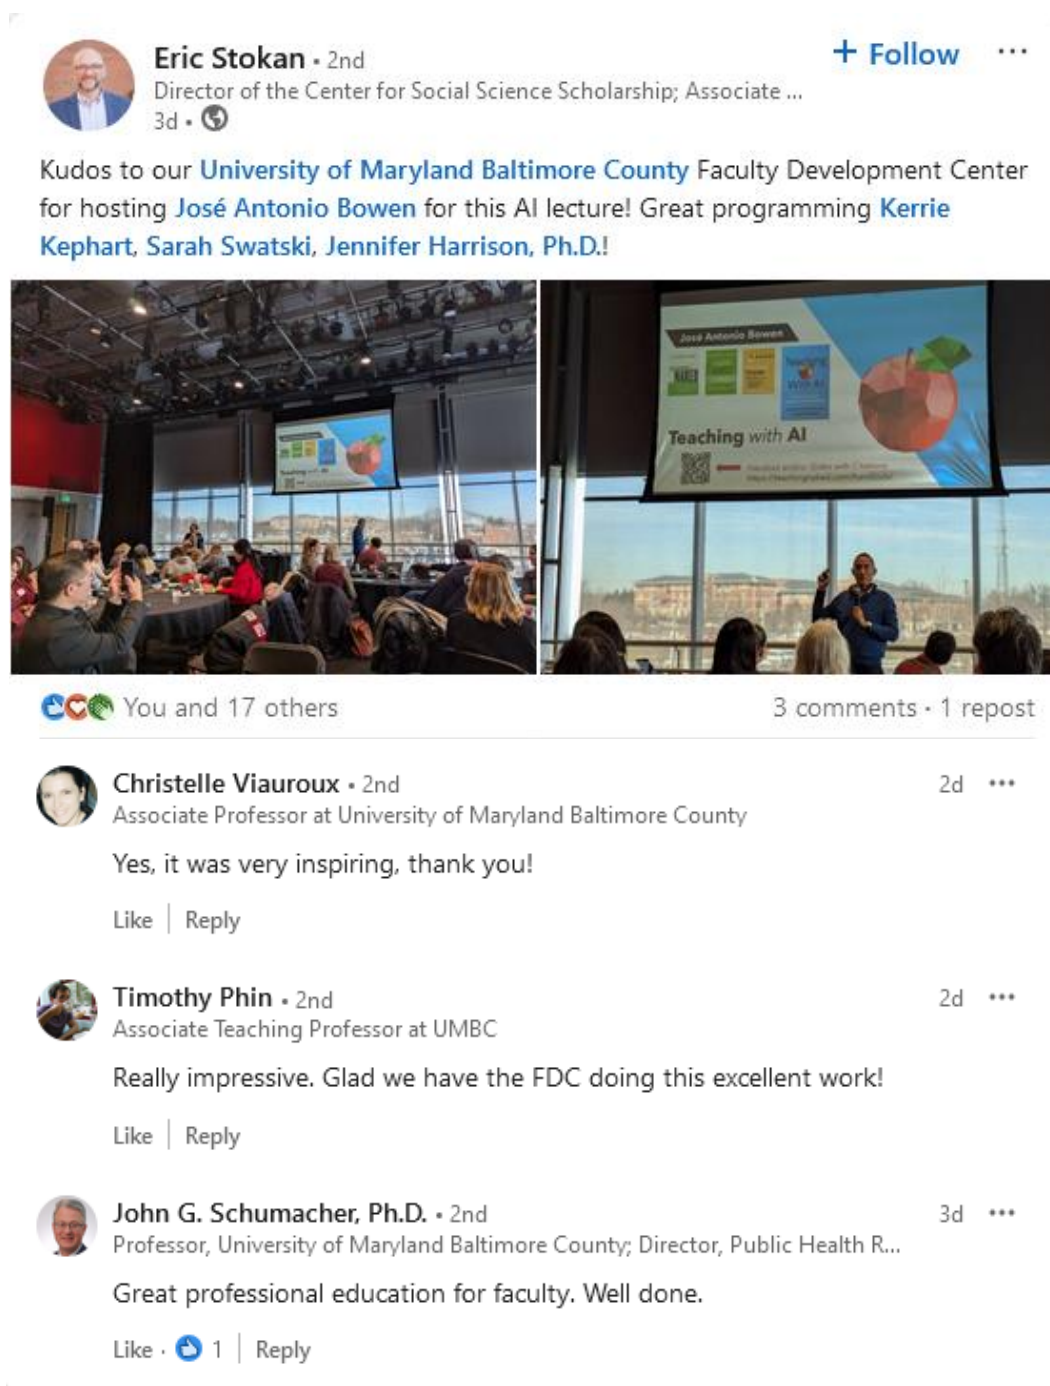 Eric Stokan • 2nd
+ Follow ...
Director of the Center for Social Science Scholarship; Associate ...
3d •
Kudos to our University of Maryland Baltimore County Faculty Development Center
for hosting José Antonio Bowen for this AI lecture! Great programming Kerrie
Kephart, Sarah Swatski, Jennifer Harrison, Ph.D.!
José Antonio Bowen
Teaching with AI
You and 17 others
3 comments · 1 repost
Christelle Viauroux • 2nd
2d ...
Associate Professor at University of Maryland Baltimore County
Yes, it was very inspiring, thank you!
Like | Reply
Timothy Phin • 2nd
2d ...
Associate Teaching Professor at UMBC
Really impressive. Glad we have the FDC doing this excellent work!
Like | Reply
John G. Schumacher, Ph.D. • 2nd
3d ...
Professor, University of Maryland Baltimore County; Director, Public Health R...
Great professional education for faculty. Well done.
Like · 1 | Reply